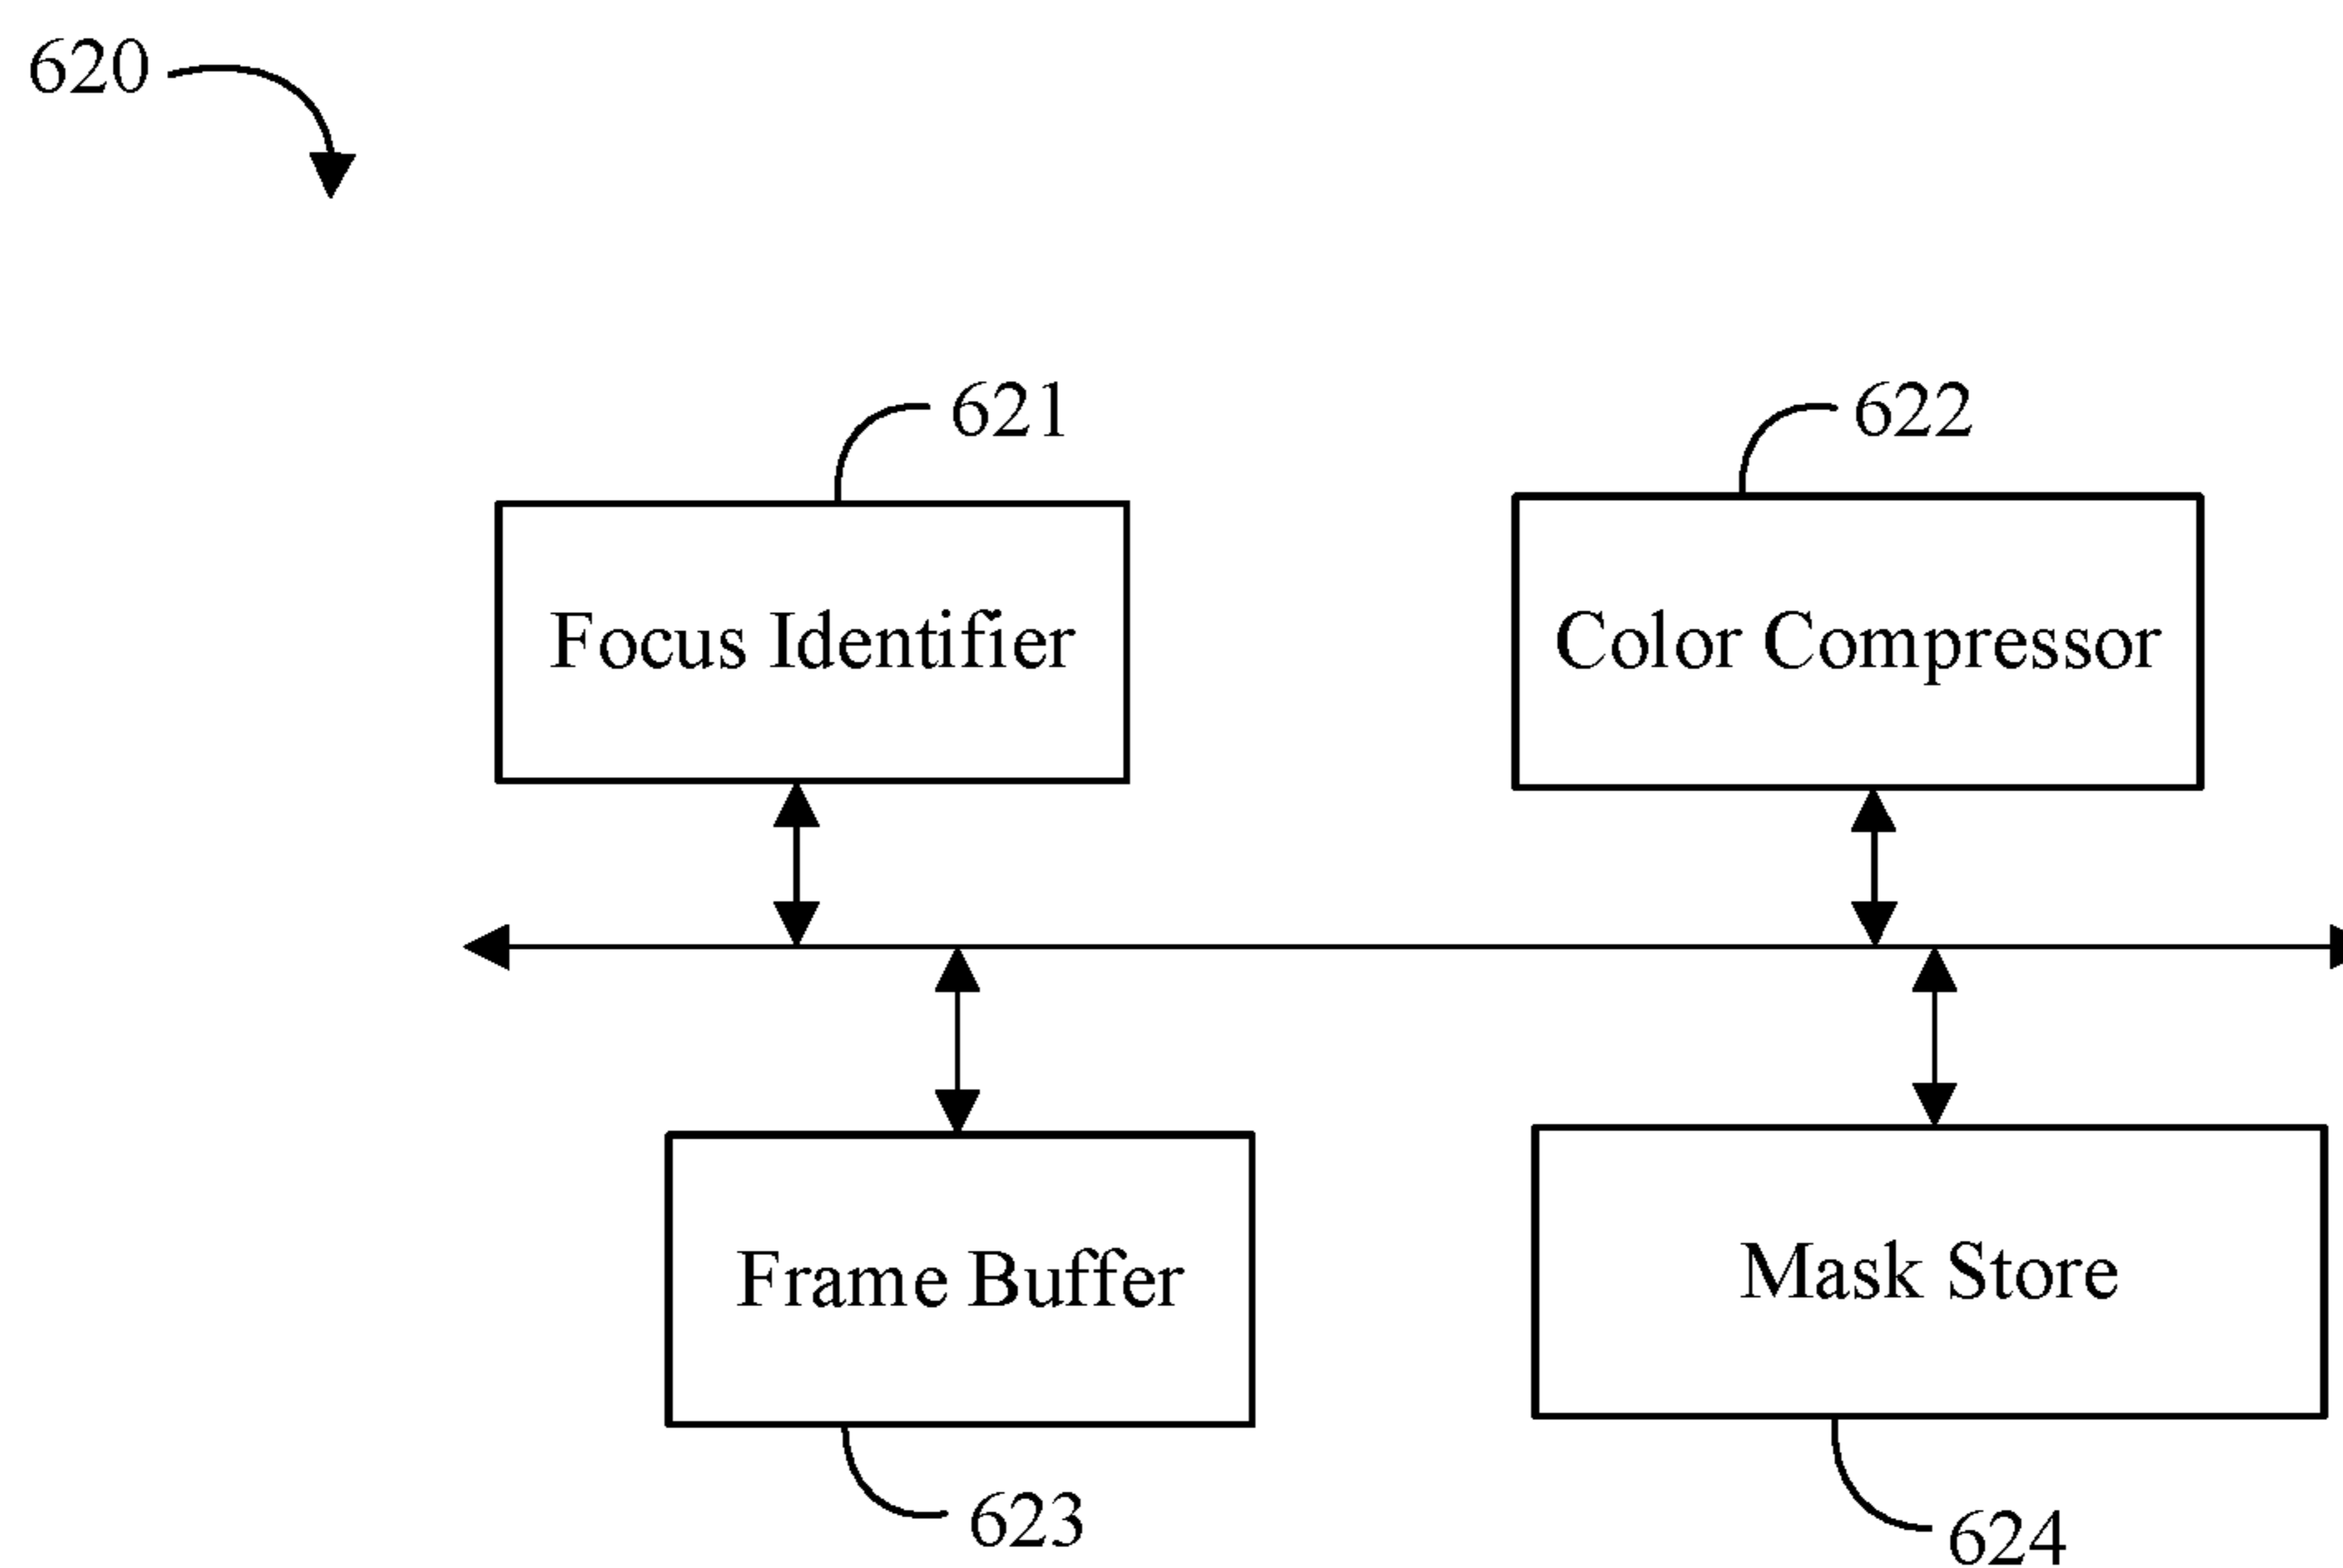 620
621
622
Focus Identifier
Color Compressor
Frame Buffer
Mask Store
623
624